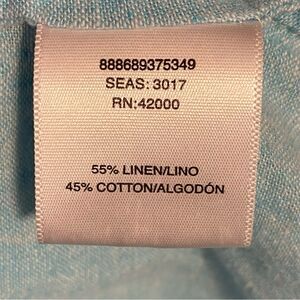 888689375349
SEAS: 3017
RN:42000
55% LINEN/LINO
45% COTTON/ALGODÓN